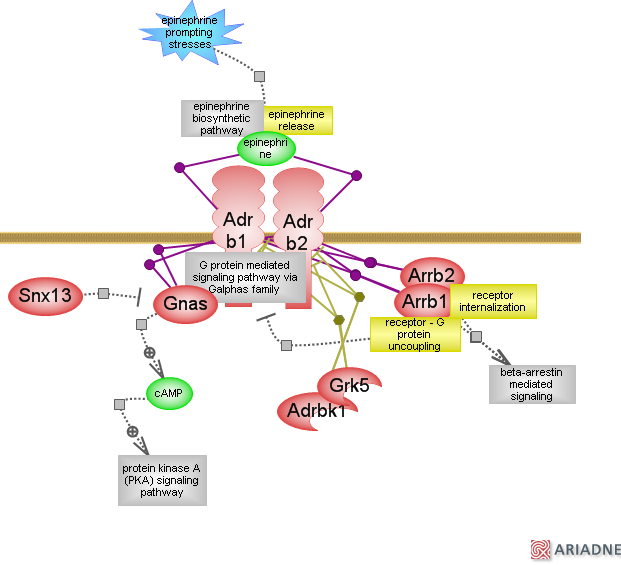 epinephrine
prompting
stresses
epinephrine
biosynthetic
pathway
epinephrine
release
epinephri
ne
Adr
b1
Adr
b2
G protein mediated
signaling pathway via
Galphas family
Arrb2
Arrb1
receptor
internalization
Snx13
Gnas
receptor - G
protein
uncoupling
beta-arrestin
mediated
signaling
Grk5
Adrbk1
cAMP
protein kinase A
(PKA) signaling
pathway
ARIADNE